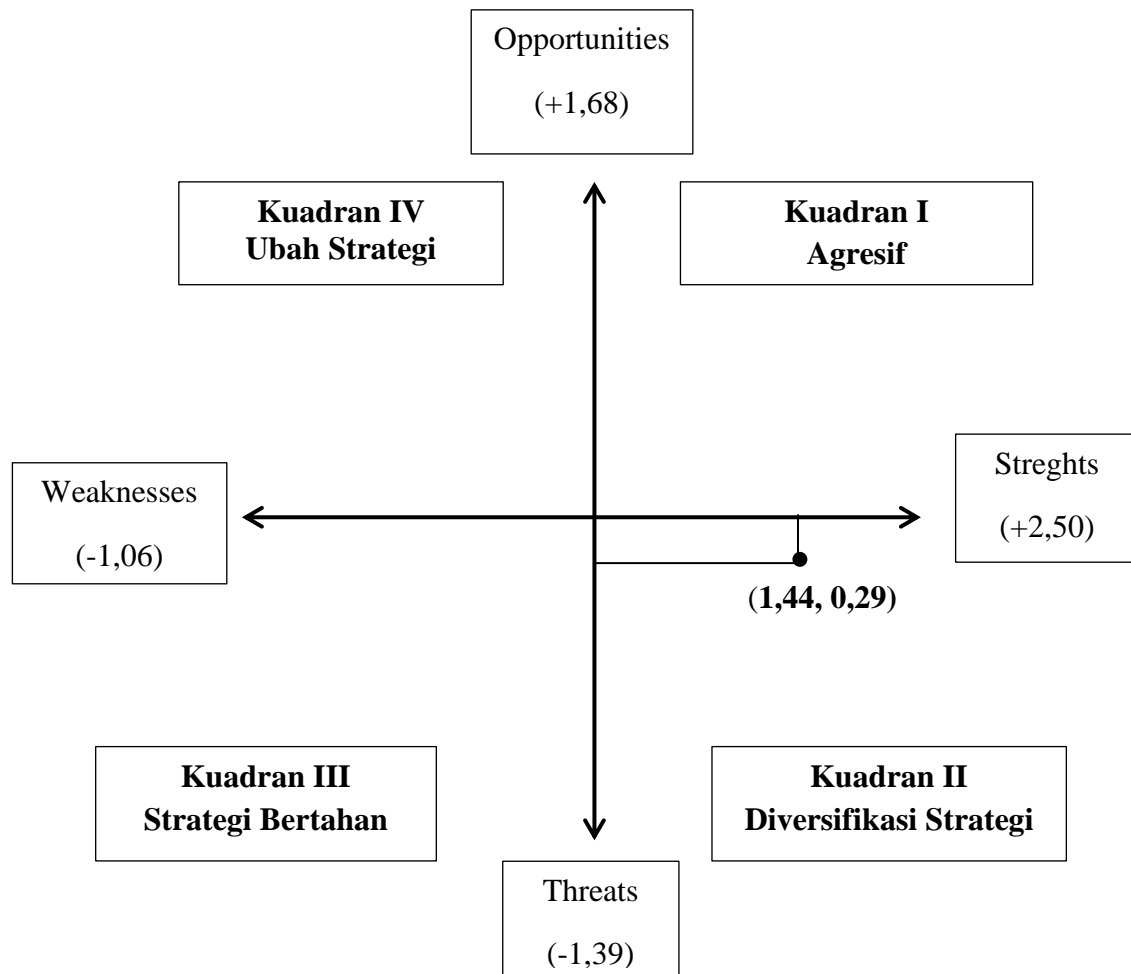 Opportunities
(+1,68)
Kuadran IV
Ubah Strategi
Kuadran I
Agresif
Weaknesses
(-1,06)
Streghts
(+2,50)
(1,44, 0,29)
Kuadran III
Strategi Bertahan
Kuadran II
Diversifikasi Strategi
Threats
(-1,39)